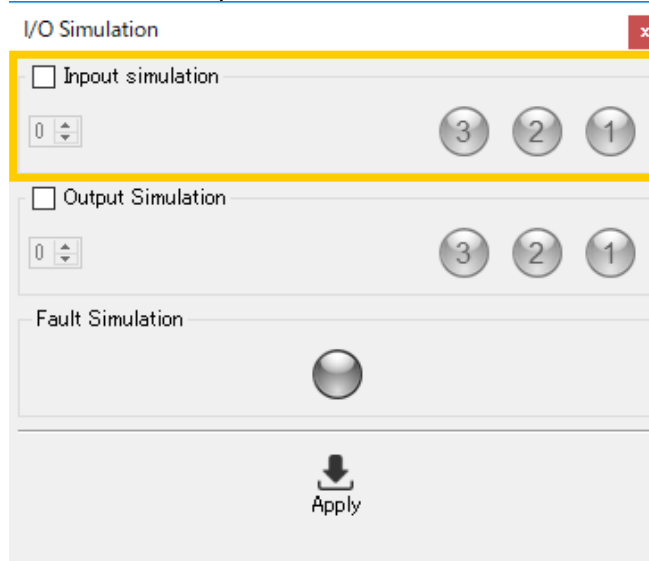 I/O Simulation
x
Inpout simulation
0
3 2 1
Output Simulation
0
3 2 1
Fault Simulation
Apply